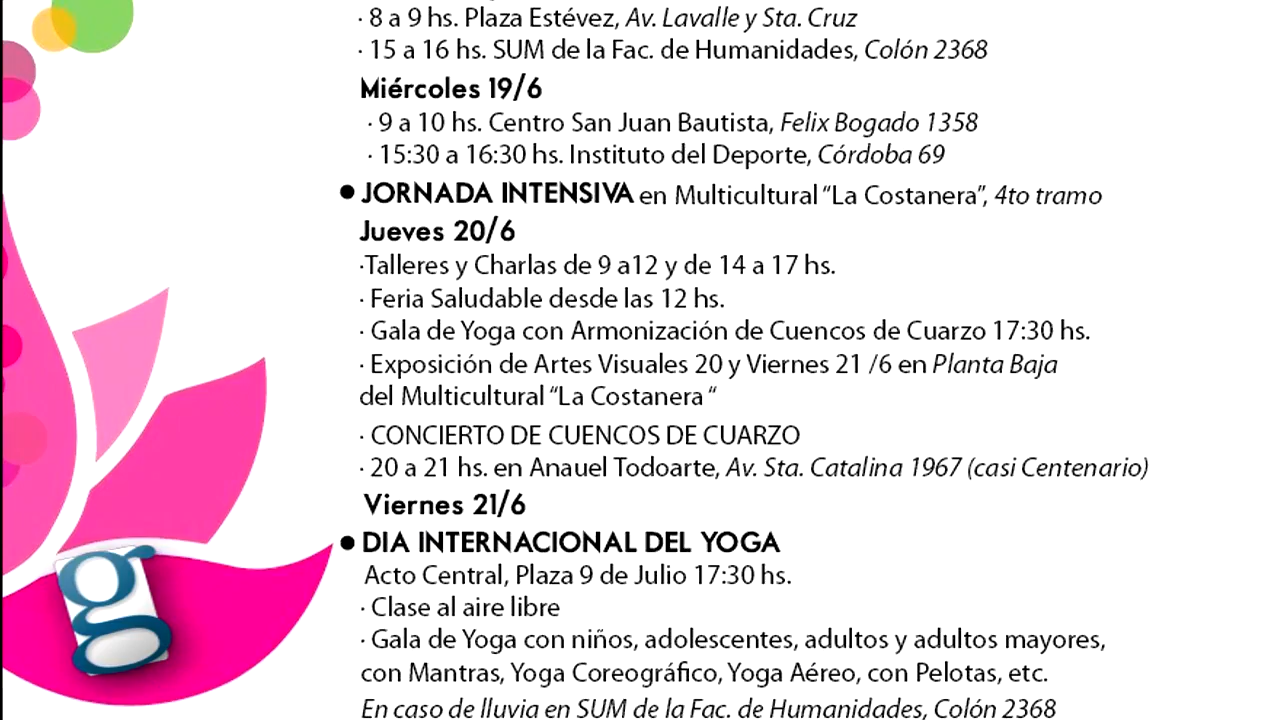 · 8 a 9 hs. Plaza Estévez, Av. Lavalle y Sta. Cruz
· 15 a 16 hs. SUM de la Fac. de Humanidades, Colón 2368
Miércoles 19/6
· 9 a 10 hs. Centro San Juan Bautista, Felix Bogado 1358
· 15:30 a 16:30 hs. Instituto del Deporte, Córdoba 69
● JORNADA INTENSIVA en Multicultural “La Costanera”, 4to tramo
Jueves 20/6
·Talleres y Charlas de 9 a12 y de 14 a 17 hs.
· Feria Saludable desde las 12 hs.
· Gala de Yoga con Armonización de Cuencos de Cuarzo 17:30 hs.
· Exposición de Artes Visuales 20 y Viernes 21 /6 en Planta Baja
del Multicultural “La Costanera “
· CONCIERTO DE CUENCOS DE CUARZO
· 20 a 21 hs. en Anauel Todoarte, Av. Sta. Catalina 1967 (casi Centenario)
Viernes 21/6
● DIA INTERNACIONAL DEL YOGA
Acto Central, Plaza 9 de Julio 17:30 hs.
· Clase al aire libre
· Gala de Yoga con niños, adolescentes, adultos y adultos mayores,
con Mantras, Yoga Coreográfico, Yoga Aéreo, con Pelotas, etc.
En caso de lluvia en SUM de la Fac. de Humanidades, Colón 2368
g